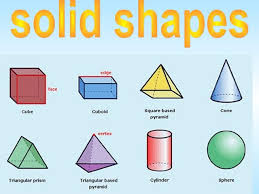 solid shapes
edge
face
Cube
Cuboid
Square based
pyramid
Cone
vertex
Triangular prism
Triangular based
pyramid
Cylinder
Sphere